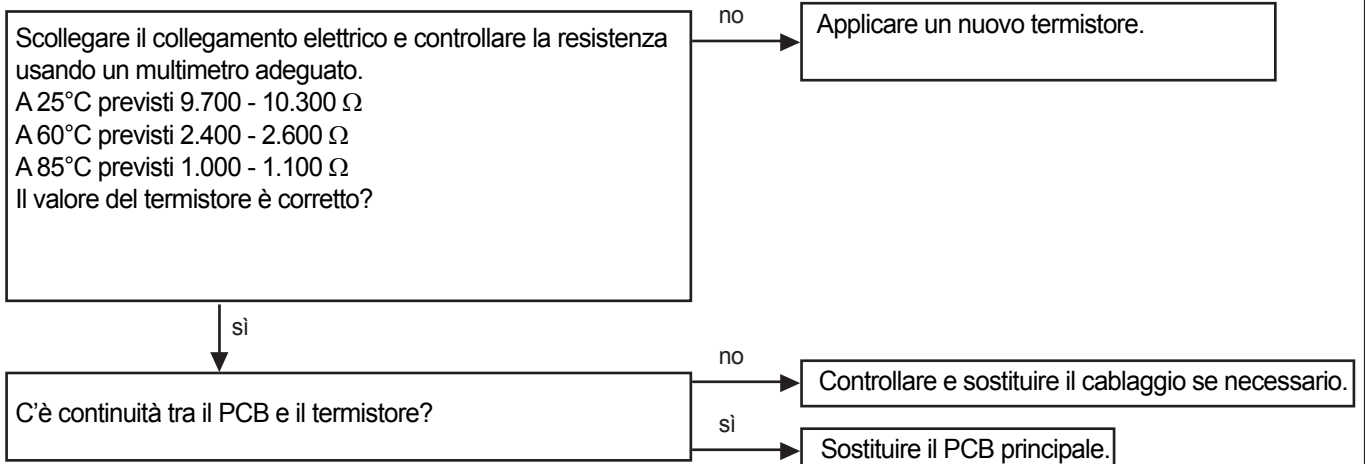 Scollegare il collegamento elettrico e controllare la resistenza
usando un multimetro adeguato.
A 25°C previsti 9.700 - 10.300 Ω
A 60°C previsti 2.400 - 2.600 Ω
A 85°C previsti 1.000 - 1.100 Ω
Il valore del termistore è corretto?
no
Applicare un nuovo termistore.
sì
C'è continuità tra il PCB e il termistore?
no
Controllare e sostituire il cablaggio se necessario.
sì
Sostituire il PCB principale.